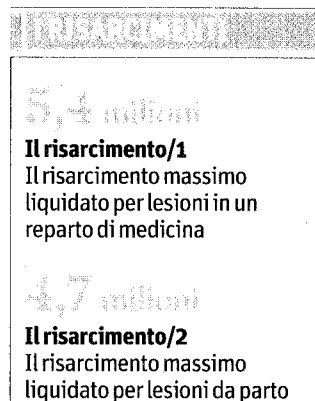 I RISARCIMENTI
5,4 milioni
Il risarcimento/1
Il risarcimento massimo
liquidato per lesioni in un
reparto di medicina
4,7 milioni
Il risarcimento/2
Il risarcimento massimo
liquidato per lesioni da parto